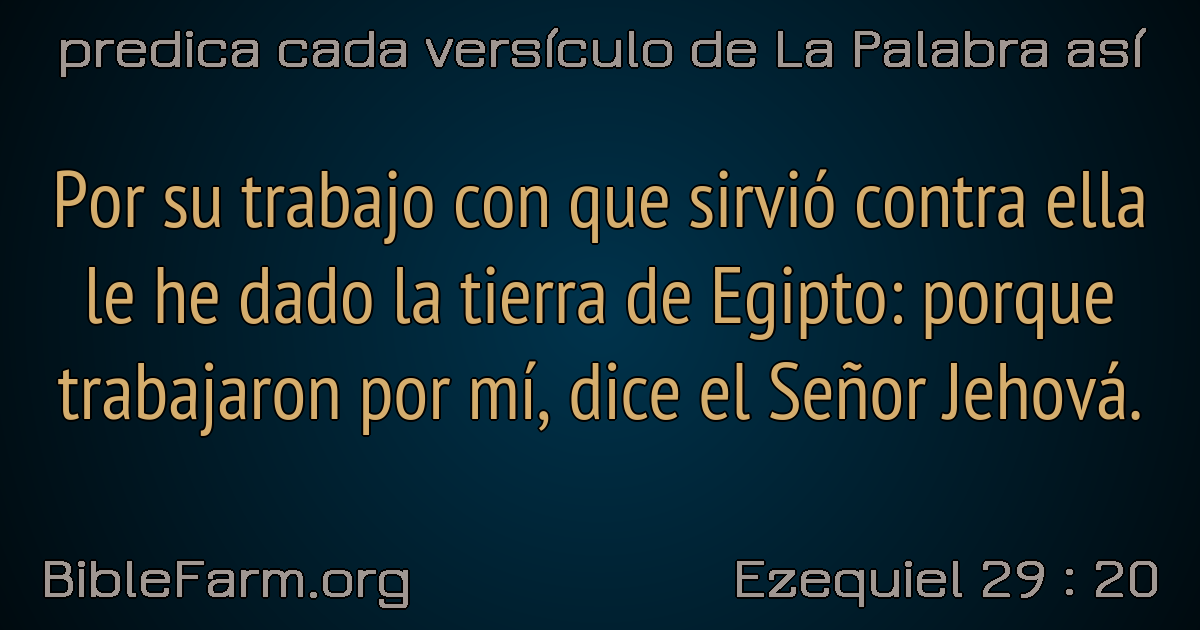 predica cada versículo de La Palabra así
Por su trabajo con que sirvió contra ella
le he dado la tierra de Egipto: porque
trabajaron por mí, dice el Señor Jehová.
BibleFarm.org
Ezequiel 29 : 20